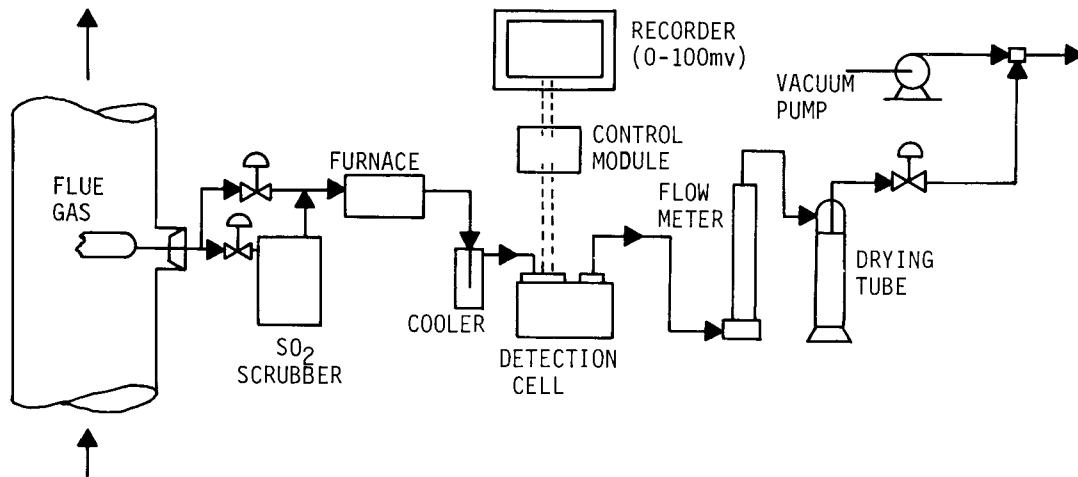 RECORDER
(0-100mv)
VACUUM
PUMP
CONTROL
MODULE
FURNACE
FLUE
GAS
FLOW
METER
DRYING
TUBE
COOLER
SO2
SCRUBBER
DETECTION
CELL